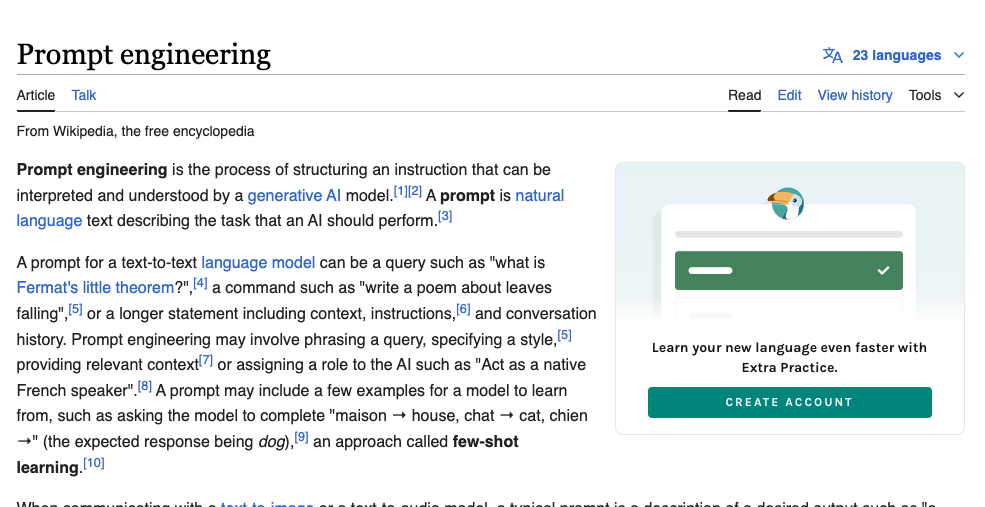 Prompt engineering
23 languages
Article Talk
Read Edit View history Tools
From Wikipedia, the free encyclopedia
Prompt engineering is the process of structuring an instruction that can be
interpreted and understood by a generative AI model.[1][2] A prompt is natural
language text describing the task that an AI should perform.[3]
A prompt for a text-to-text language model can be a query such as "what is
Fermat's little theorem?",[4] a command such as "write a poem about leaves
falling",[5] or a longer statement including context, instructions,[6] and conversation
history. Prompt engineering may involve phrasing a query, specifying a style,[5]
providing relevant context[7] or assigning a role to the AI such as "Act as a native
French speaker".[8] A prompt may include a few examples for a model to learn
from, such as asking the model to complete "maison → house, chat → cat, chien
→" (the expected response being dog),[9] an approach called few-shot
learning.[10]
Learn your new language even faster with
Extra Practice.
CREATE ACCOUNT
When communicating with a text-to-image or a text-to-audio model, a typical prompt is a description of a desired output such as "a